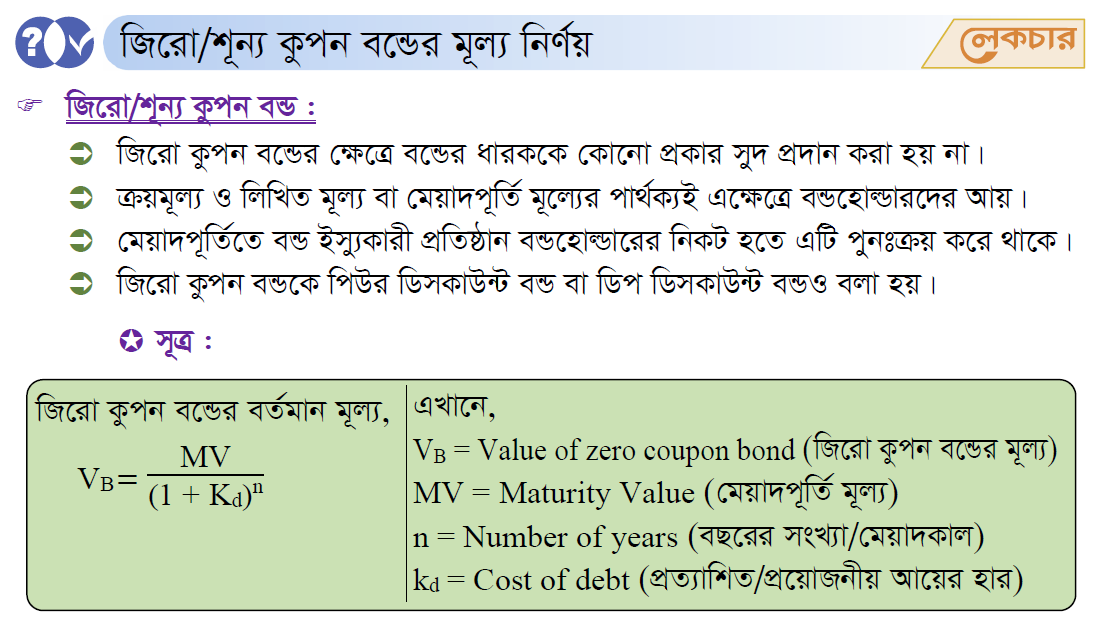 জিরো/শূন্য কুপন বন্ডের মূল্য নির্ণয়
লেকচার
জিরো/শূন্য কুপন বন্ড :
জিরো কুপন বন্ডের ক্ষেত্রে বন্ডের ধারককে কোনো প্রকার সুদ প্রদান করা হয় না।
ক্রয়মূল্য ও লিখিত মূল্য বা মেয়াদপূর্তি মূল্যের পার্থক্যই এক্ষেত্রে বন্ডহোল্ডারদের আয়।
মেয়াদপূর্তিতে বন্ড ইস্যুকারী প্রতিষ্ঠান বন্ডহোল্ডারের নিকট হতে এটি পুনঃক্রয় করে থাকে।
জিরো কুপন বন্ডকে পিউর ডিসকাউন্ট বন্ড বা ডিপ ডিসকাউন্ট বন্ডও বলা হয়।
✪ সূত্র :
জিরো কুপন বন্ডের বর্তমান মূল্য,
V_B = MV / (1 + K_d)^n
এখানে,
V_B = Value of zero coupon bond (জিরো কুপন বন্ডের মূল্য)
MV = Maturity Value (মেয়াদপূর্তি মূল্য)
n = Number of years (বছরের সংখ্যা/মেয়াদকাল)
k_d = Cost of debt (প্রত্যাশিত/প্রয়োজনীয় আয়ের হার)